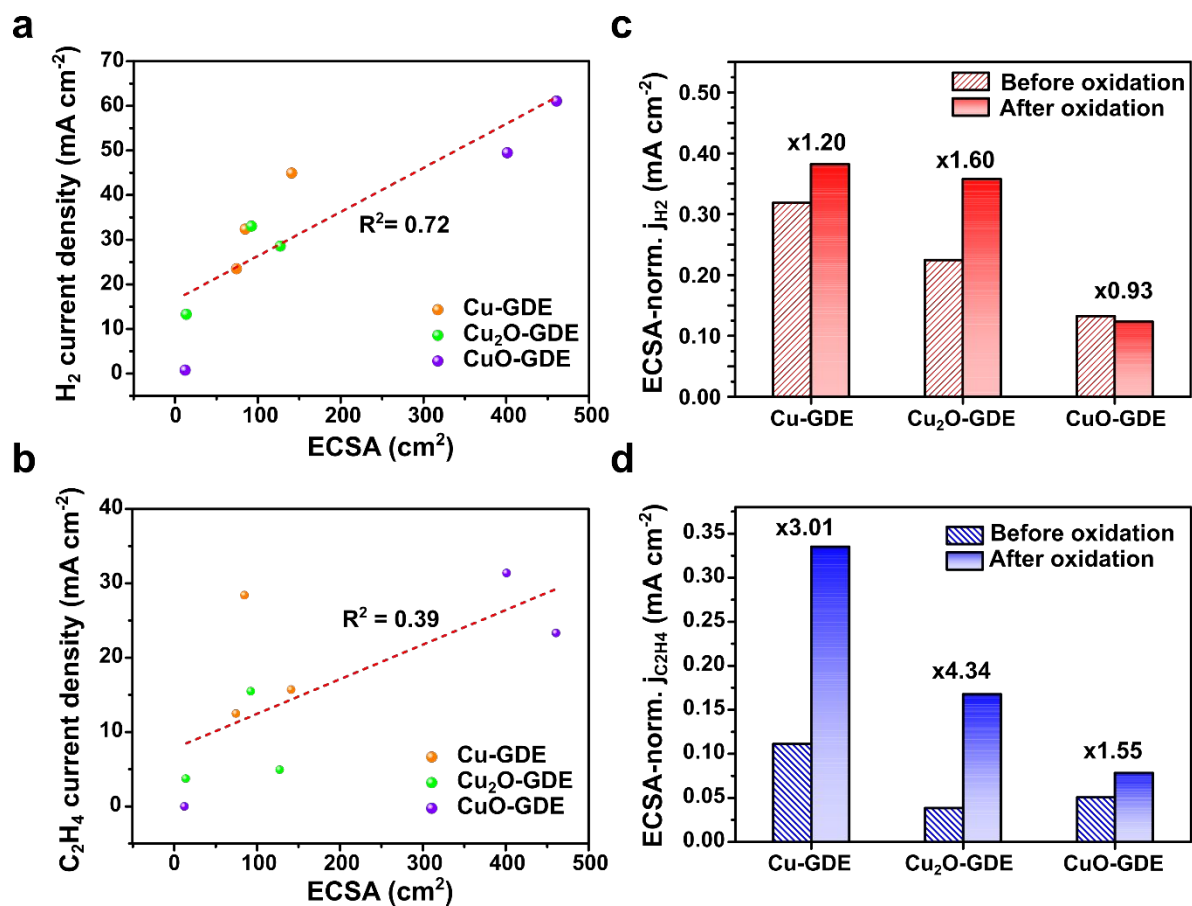 a
H₂ current density (mA cm⁻²)
70
60
50
40
30
20
10
0
R²= 0.72
Cu-GDE
Cu₂O-GDE
CuO-GDE
0 100 200 300 400 500
ECSA (cm²)
b
C₂H₄ current density (mA cm⁻²)
40
30
20
10
0
R² = 0.39
Cu-GDE
Cu₂O-GDE
CuO-GDE
0 100 200 300 400 500
ECSA (cm²)
c
ECSA-norm. jH2 (mA cm⁻²)
0.50
0.40
0.30
0.20
0.10
0.00
Before oxidation
After oxidation
x1.20
x1.60
x0.93
Cu-GDE Cu₂O-GDE CuO-GDE
d
ECSA-norm. jC2H4 (mA cm⁻²)
0.35
0.30
0.25
0.20
0.15
0.10
0.05
0.00
Before oxidation
After oxidation
x3.01
x4.34
x1.55
Cu-GDE Cu₂O-GDE CuO-GDE